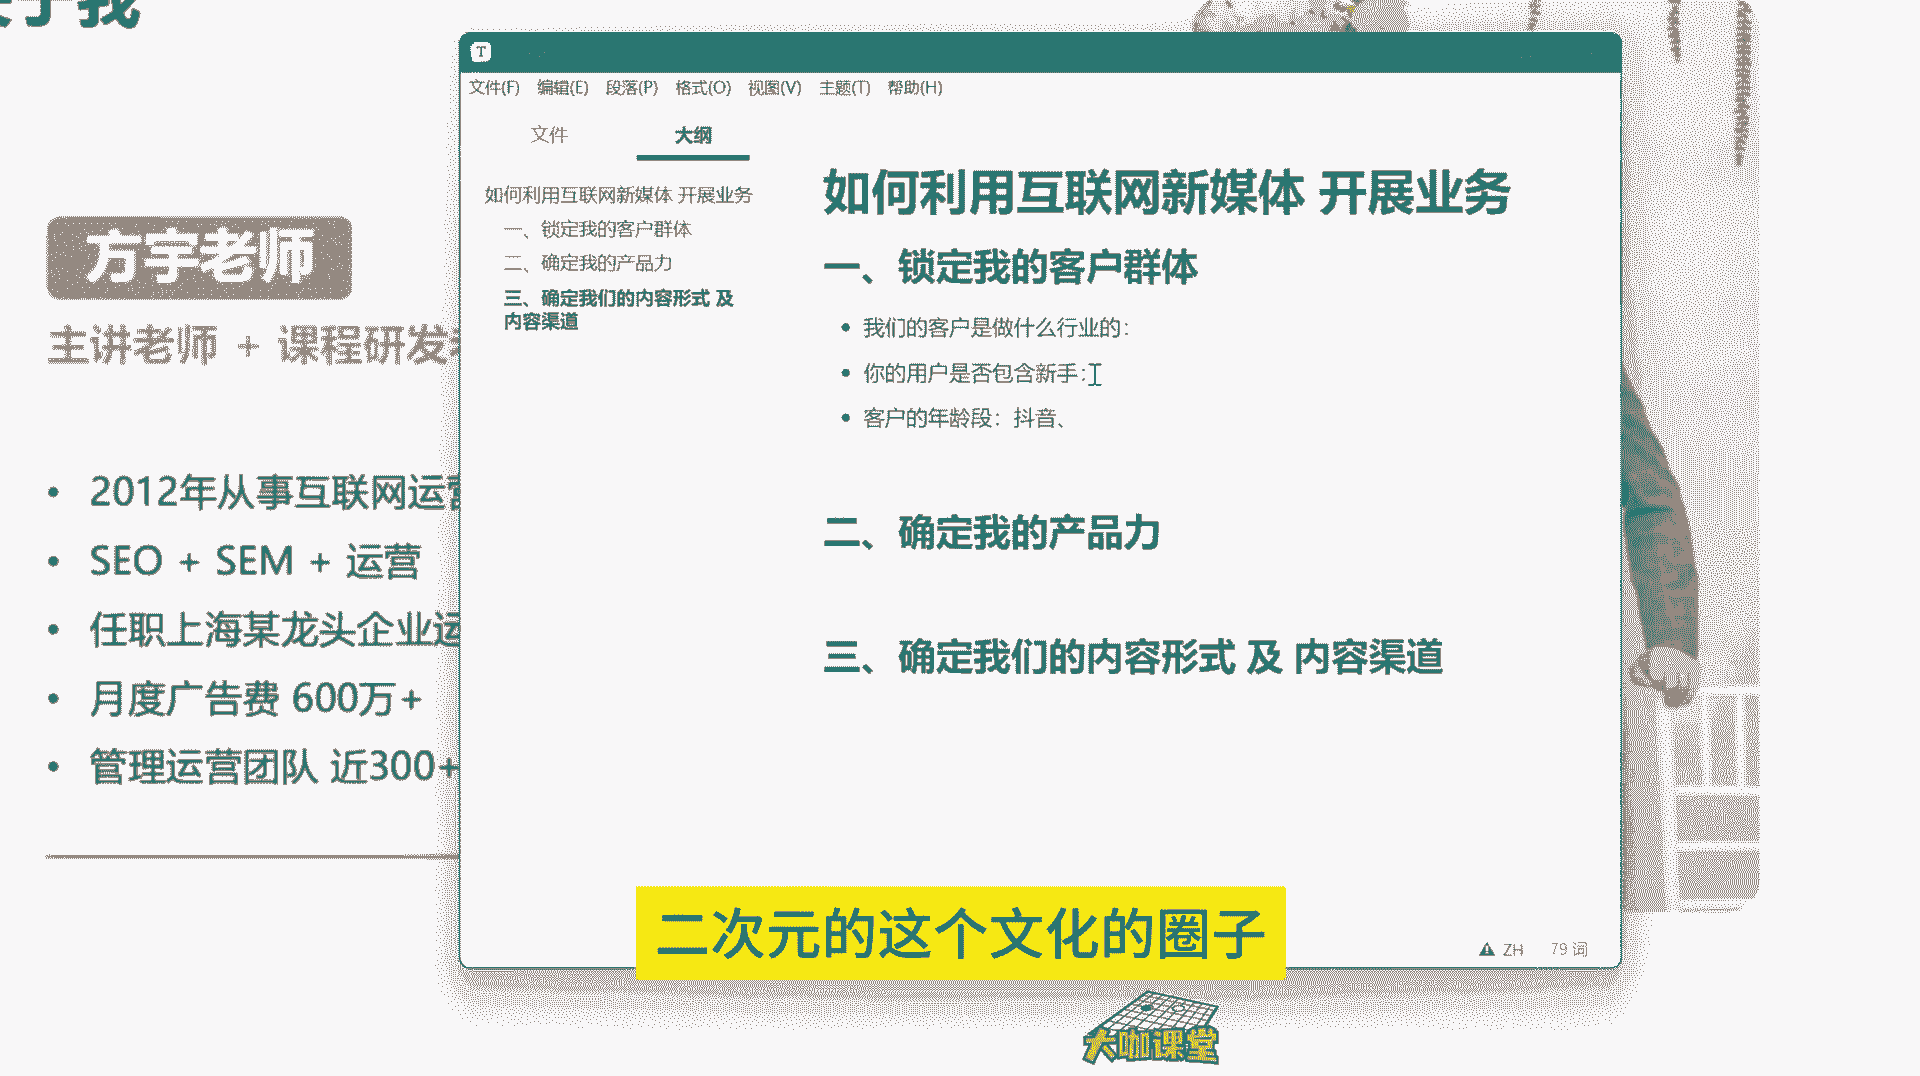 于我
方宇老师
主讲老师 + 课程研发
2012年从事互联网运营
SEO + SEM + 运营
任职上海某龙头企业运
月度广告费 600万+
管理运营团队 近300+
T
文件(F) 编辑(E) 段落(P) 格式(O) 视图(V) 主题(T) 帮助(H)
文件 大纲
如何利用互联网新媒体 开展业务
一、锁定我的客户群体
二、确定我的产品力
三、确定我们的内容形式 及
内容渠道
如何利用互联网新媒体 开展业务
一、锁定我的客户群体
我们的客户是做什么行业的：
你的用户是否包含新手：
客户的年龄段：抖音、
二、确定我的产品力
三、确定我们的内容形式 及 内容渠道
ZH 79 词
二次元的这个文化的圈子
大咖课堂